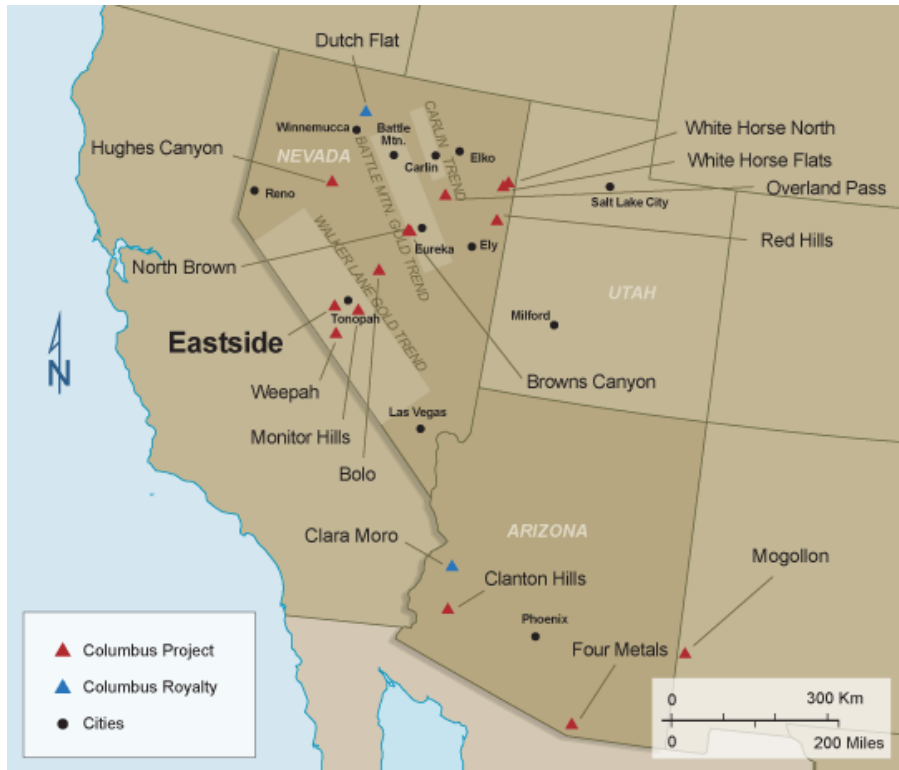 Dutch Flat
Winnemucca
Battle
Mtn.
CARLIN TREND
Elko
Carlin
White Horse North
White Horse Flats
Overland Pass
Hughes Canyon
NEVADA
BATTLE MTN. GOLD TREND
Reno
Salt Lake City
Red Hills
North Brown
Eureka
Ely
WALKER LANE GOLD TREND
UTAH
Eastside
Tonopah
Milford
Weepah
Browns Canyon
Monitor Hills
Las Vegas
Bolo
N
Clara Moro
ARIZONA
Clanton Hills
Mogollon
Phoenix
Four Metals
Columbus Project
Columbus Royalty
Cities
0 300 Km
0 200 Miles